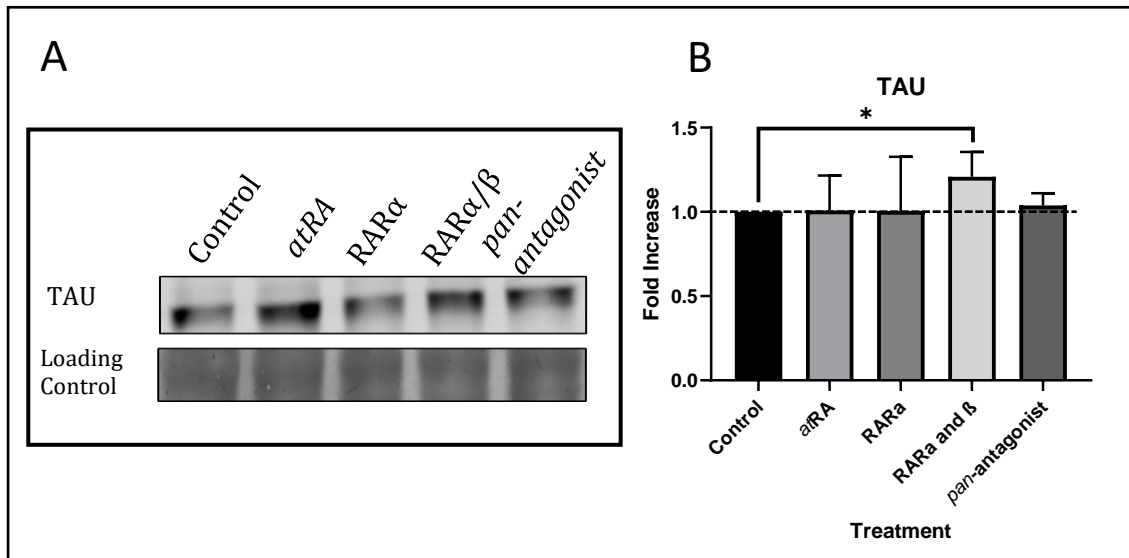 A
Control
atRA
RARα
RARα/ß
pan-
antagonist
TAU
Loading
Control
B
TAU
*
1.5
1.0
0.5
0.0
Fold Increase
Control
atRA
RARa
RARa and ß
pan-antagonist
Treatment